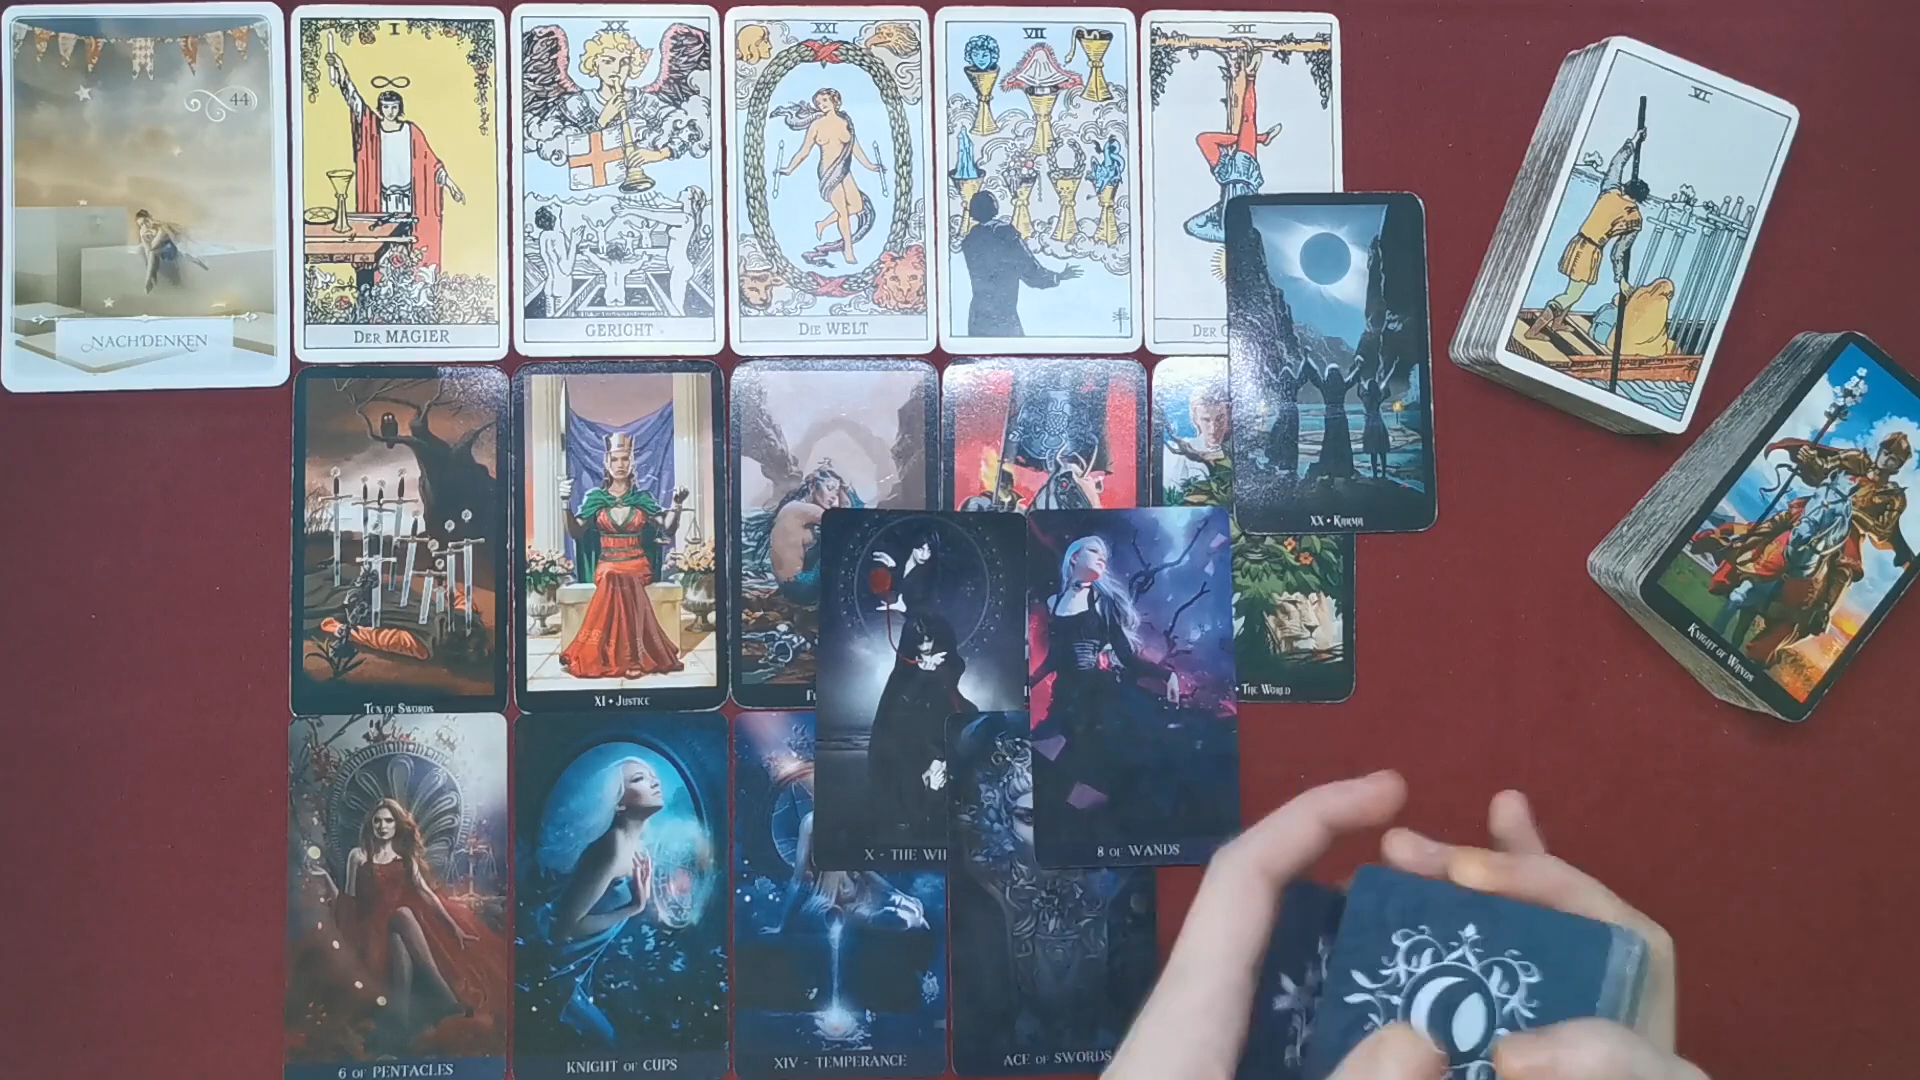 44
NACHDENKEN
I
DER MAGIER
XX
GERICHT
XXI
DIE WELT
VII
XII
DER
VI
XX • KARMA
KNIGHT OF WANDS
TEN OF SWORDS
XI • JUSTICE
• THE WORLD
X - THE
8 OF WANDS
6 OF PENTACLES
KNIGHT OF CUPS
XIV - TEMPERANCE
ACE OF SWORDS